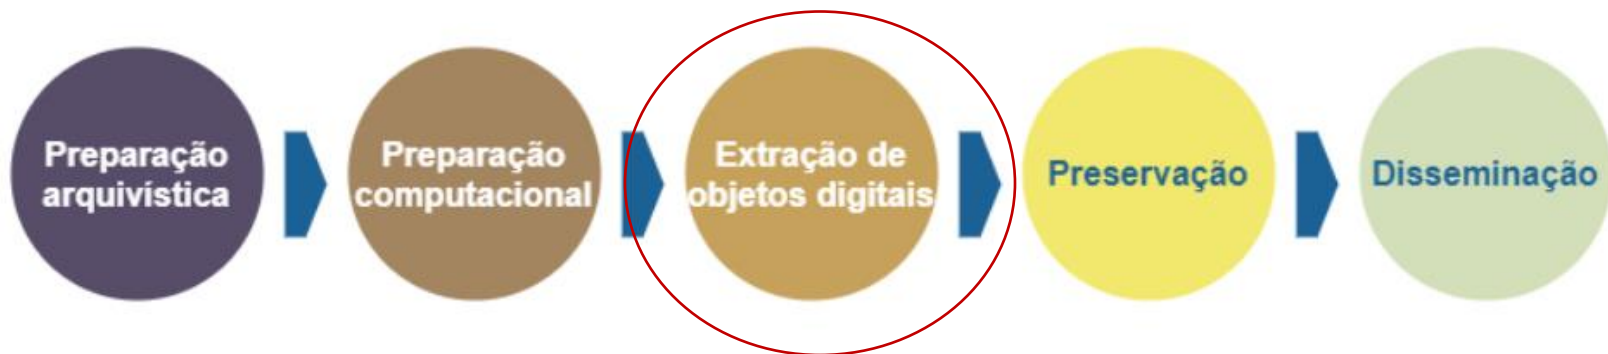 Preparação
arquivística
Preparação
computacional
Extração de
objetos digitais
Preservação
Disseminação